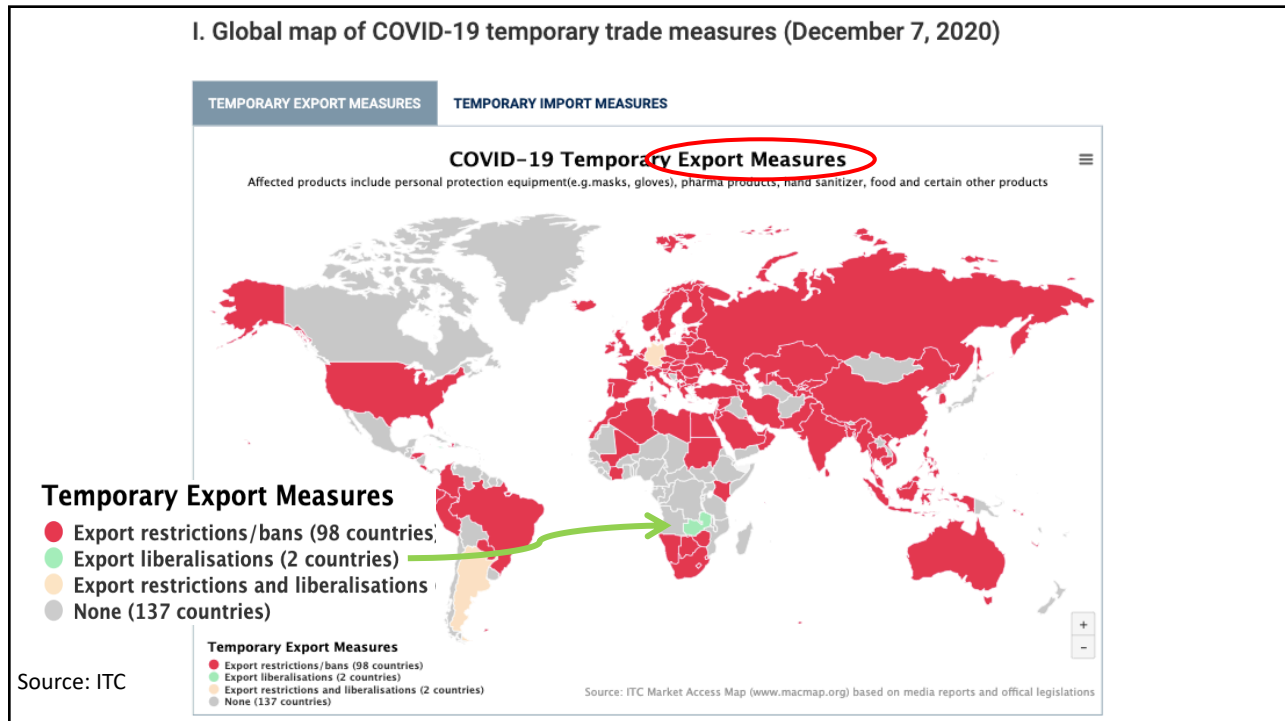 I. Global map of COVID-19 temporary trade measures (December 7, 2020)
TEMPORARY EXPORT MEASURES TEMPORARY IMPORT MEASURES
COVID-19 Temporary Export Measures
Affected products include personal protection equipment(e.g.masks, gloves), pharma products, hand sanitizer, food and certain other products
Temporary Export Measures
Export restrictions/bans (98 countries)
Export liberalisations (2 countries)
Export restrictions and liberalisations (
None (137 countries)
+
-
Temporary Export Measures
Export restrictions/bans (98 countries)
Export liberalisations (2 countries)
Export restrictions and liberalisations (2 countries)
None (137 countries)
Source: ITC Market Access Map (www.macmap.org) based on media reports and offical legislations
Source: ITC